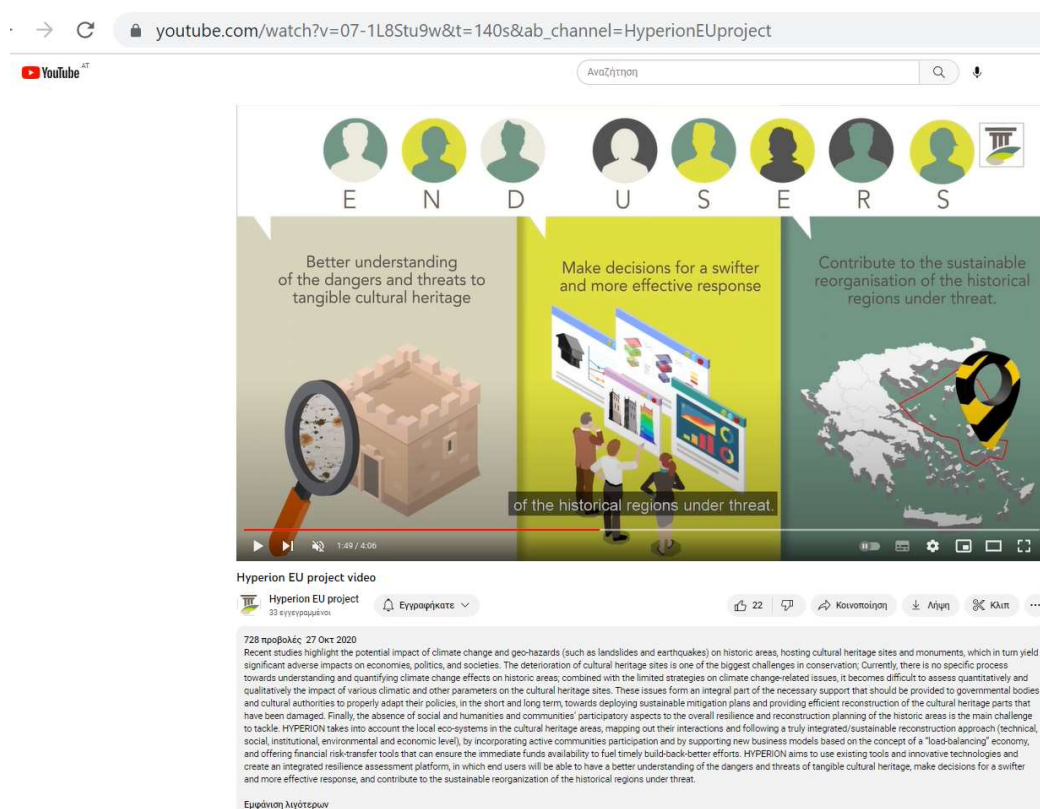 youtube.com/watch?v=07-1L8Stu9w&t=140s&ab_channel=HyperionEUproject
YouTube AT
Αναζήτηση
E N D U S E R S
Better understanding
of the dangers and threats to
tangible cultural heritage
Make decisions for a swifter
and more effective response
Contribute to the sustainable
reorganisation of the historical
regions under threat.
of the historical regions under threat.
1:49 / 4:06
Hyperion EU project video
Hyperion EU project
33 εγγεγραμμένοι
Εγγραφήκατε
22
Κοινοποίηση
Λήψη
Κλιπ
728 προβολές 27 Οκτ 2020
Recent studies highlight the potential impact of climate change and geo-hazards (such as landslides and earthquakes) on historic areas, hosting cultural heritage sites and monuments, which in turn yield
significant adverse impacts on economies, politics, and societies. The deterioration of cultural heritage sites is one of the biggest challenges in conservation; Currently, there is no specific process
towards understanding and quantifying climate change effects on historic areas; combined with the limited strategies on climate change-related issues, it becomes difficult to assess quantitatively and
qualitatively the impact of various climatic and other parameters on the cultural heritage sites. These issues form an integral part of the necessary support that should be provided to governmental bodies
and cultural authorities to properly adapt their policies, in the short and long term, towards deploying sustainable mitigation plans and providing efficient reconstruction of the cultural heritage parts that
have been damaged. Finally, the absence of social and humanities and communities' participatory aspects to the overall resilience and reconstruction planning of the historic areas is the main challenge
to tackle. HYPERION takes into account the local eco-systems in the cultural heritage areas, mapping out their interactions and following a truly integrated/sustainable reconstruction approach (technical,
social, institutional, environmental and economic level), by incorporating active communities participation and by supporting new business models based on the concept of a "load-balancing" economy,
and offering financial risk-transfer tools that can ensure the immediate funds availability to fuel timely build-back-better efforts. HYPERION aims to use existing tools and innovative technologies and
create an integrated resilience assessment platform, in which end users will be able to have a better understanding of the dangers and threats of tangible cultural heritage, make decisions for a swifter
and more effective response, and contribute to the sustainable reorganization of the historical regions under threat.
Εμφάνιση λιγότερων